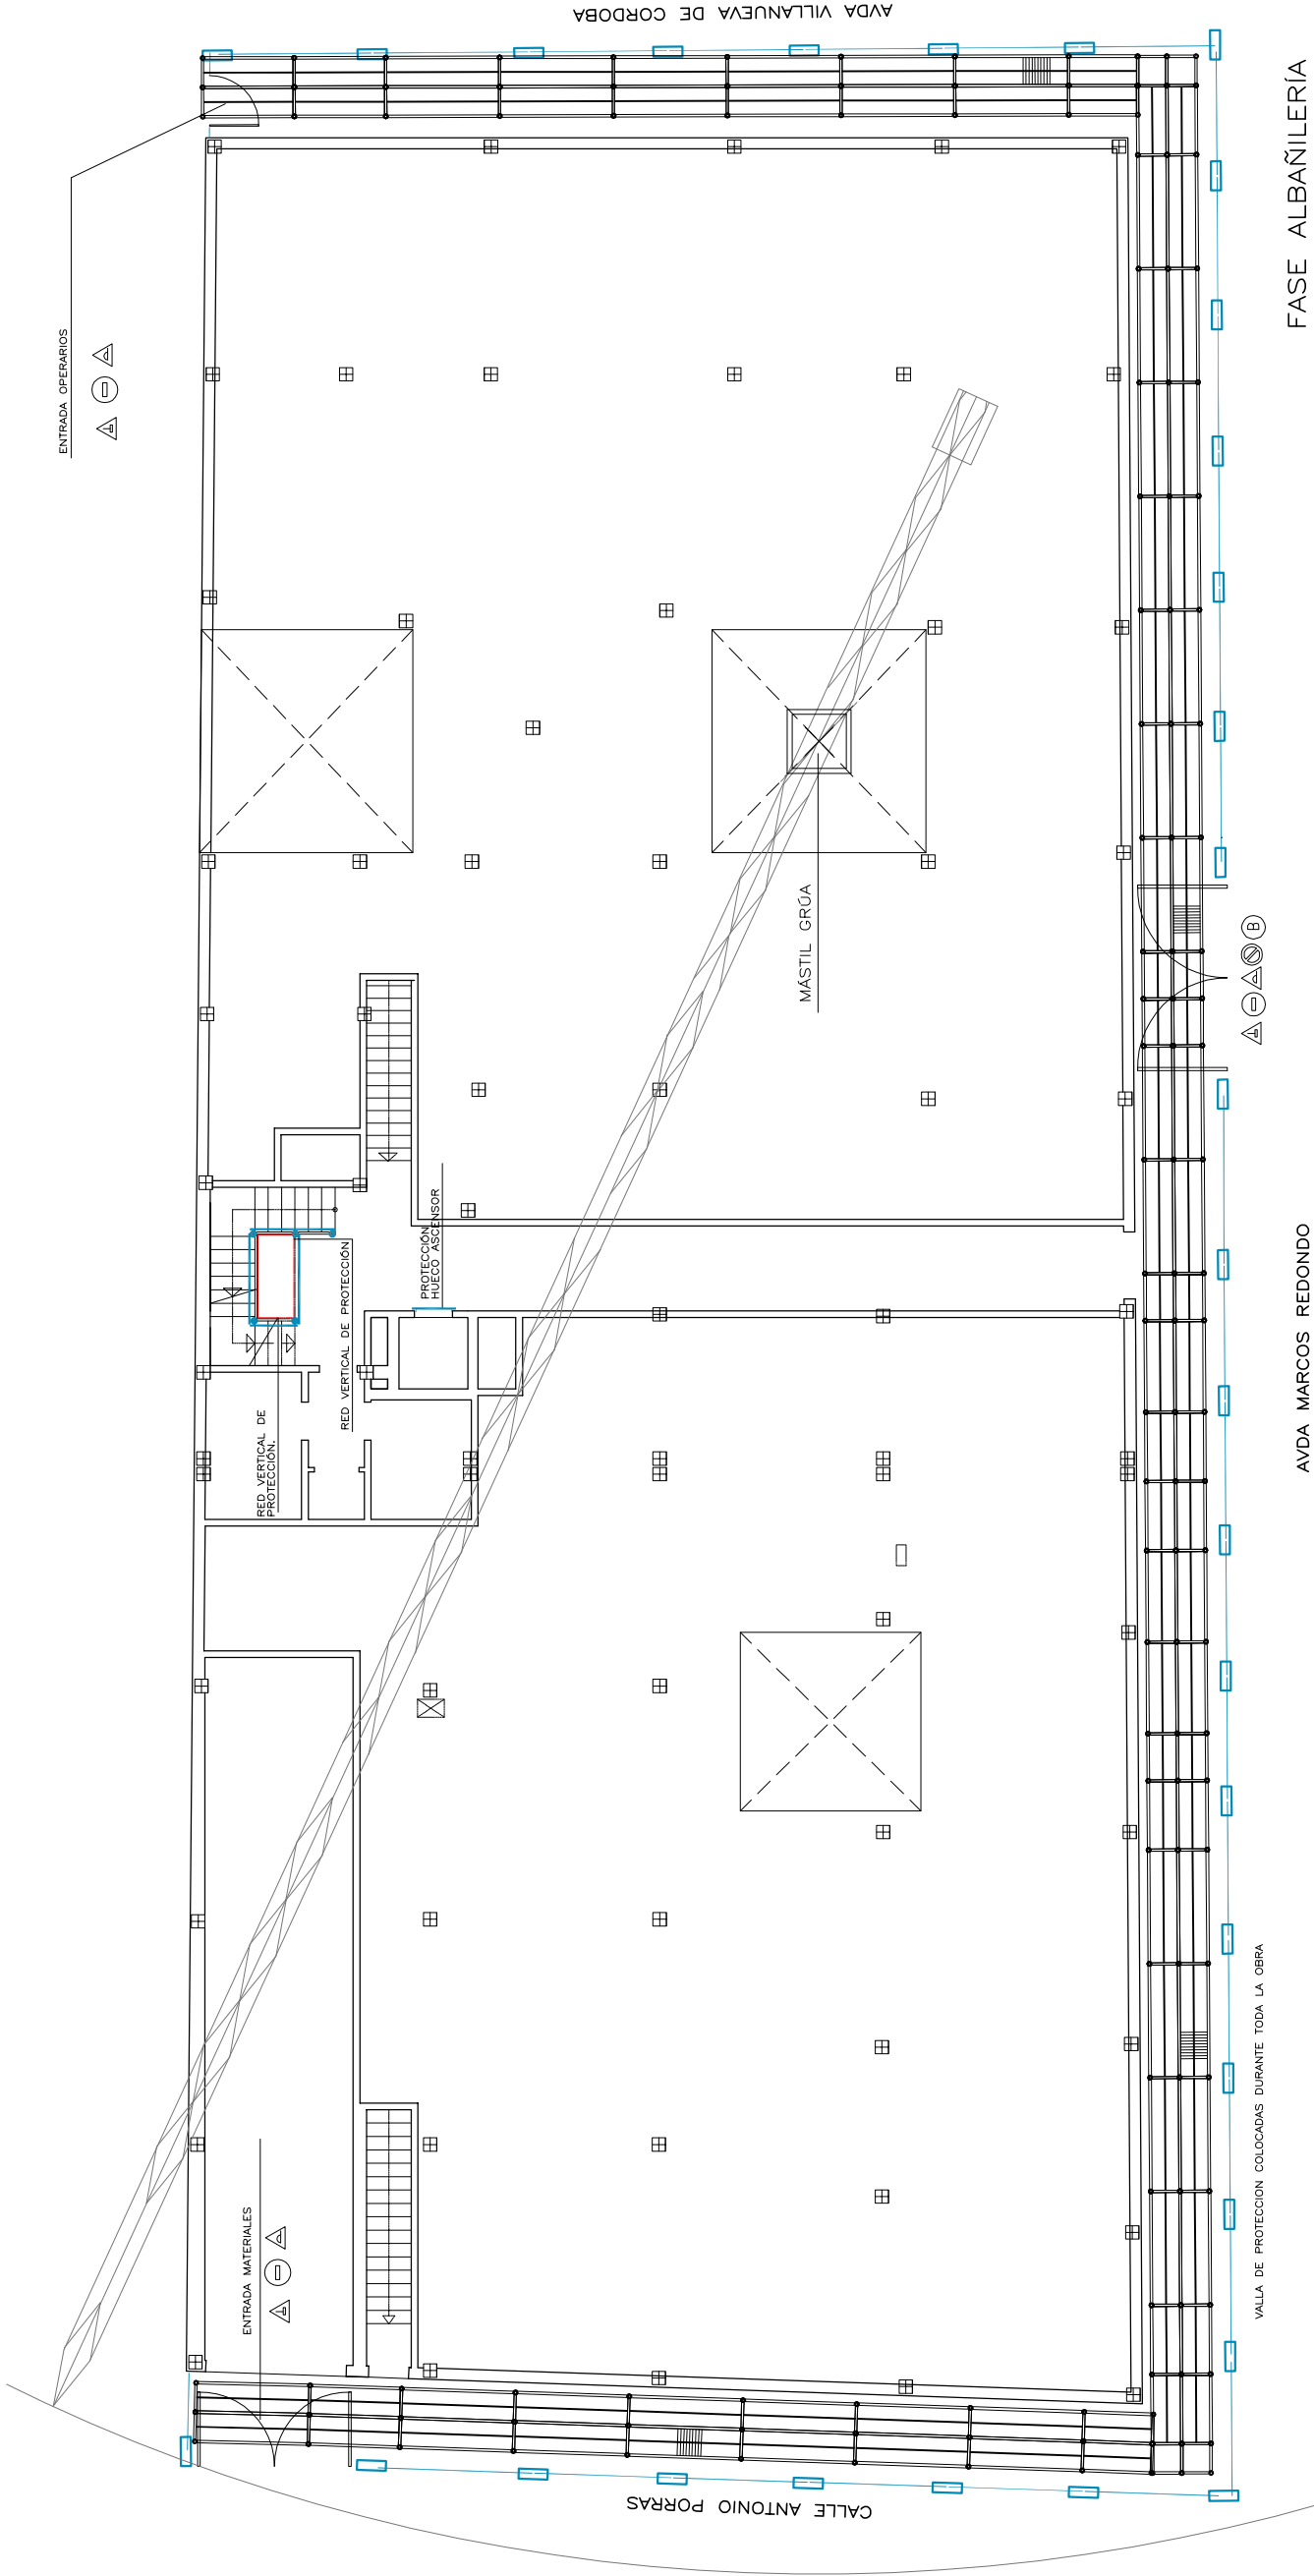 AVDA VILLANUEVA DE CORDOBA
FASE ALBAÑILERÍA
ENTRADA OPERARIOS
MÁSTIL GRÚA
B
PROTECCIÓN
HUECO ASCENSOR
RED VERTICAL DE PROTECCIÓN
RED VERTICAL DE
PROTECCIÓN.
AVDA MARCOS REDONDO
ENTRADA MATERIALES
VALLA DE PROTECCION COLOCADAS DURANTE TODA LA OBRA
CALLE ANTONIO PORRAS